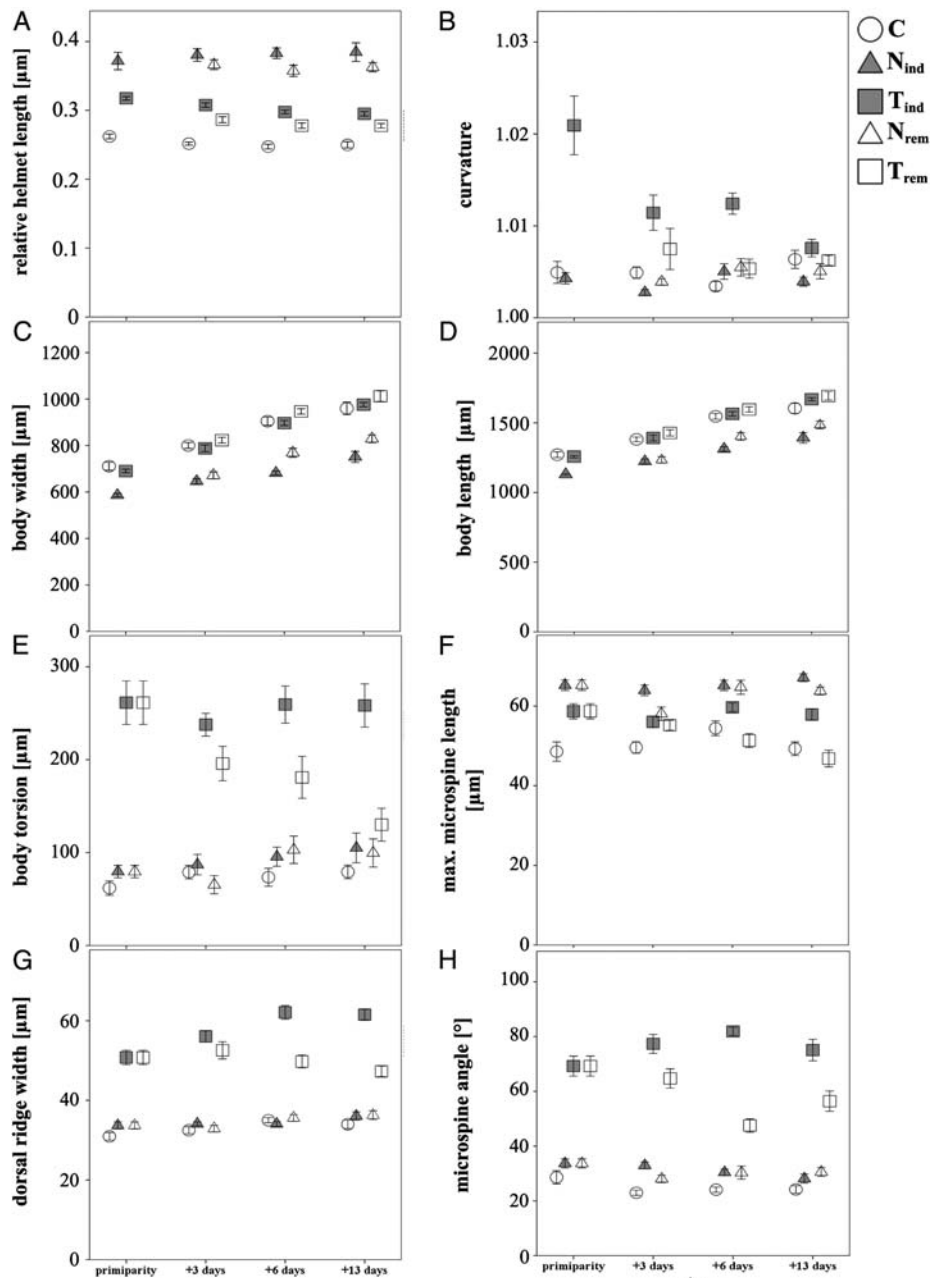 A
relative helmet length [µm]
0.4
0.3
0.2
0.1
0
B
curvature
1.03
1.02
1.01
1.00
C
N ind
T ind
N rem
T rem
C
body width [µm]
1200
1000
800
600
400
200
0
D
body length [µm]
2000
1500
1000
500
0
E
body torsion [µm]
300
200
100
0
F
max. microspine length
[µm]
60
40
20
0
G
dorsal ridge width [µm]
60
40
20
0
primiparity +3 days +6 days +13 days
H
microspine angle [°]
100
80
60
40
20
0
primiparity +3 days +6 days +13 days